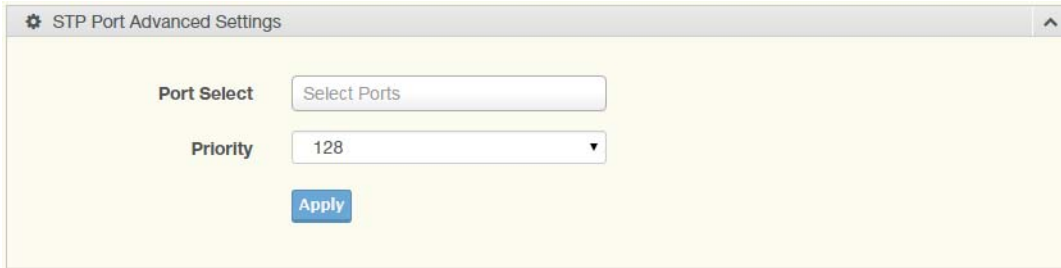 STP Port Advanced Settings
Port Select Select Ports
Priority 128
Apply